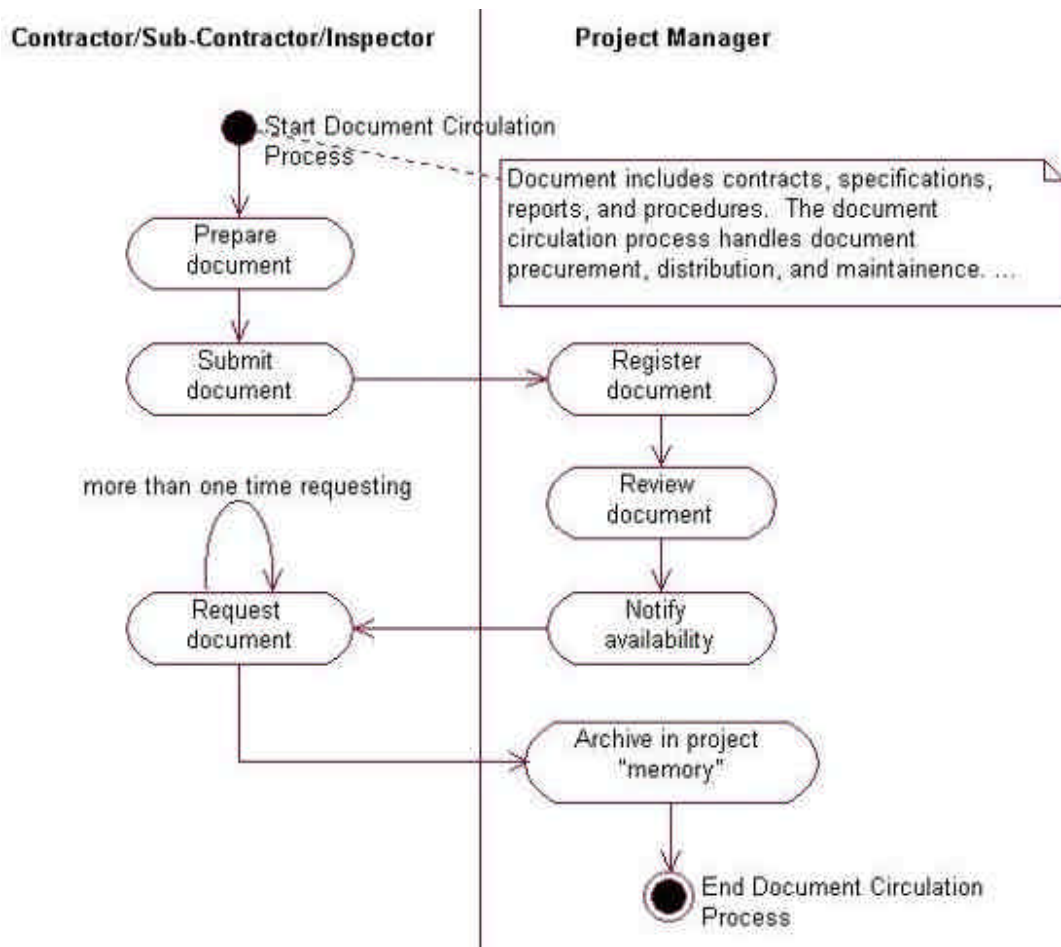 Contractor/Sub-Contractor/Inspector
Project Manager
Start Document Circulation
Process
Document includes contracts, specifications,
reports, and procedures.  The document
circulation process handles document
precurement, distribution, and maintainence. ...
Prepare
document
Submit
document
Register
document
Review
document
more than one time requesting
Request
document
Notify
availability
Archive in project
"memory"
End Document Circulation
Process